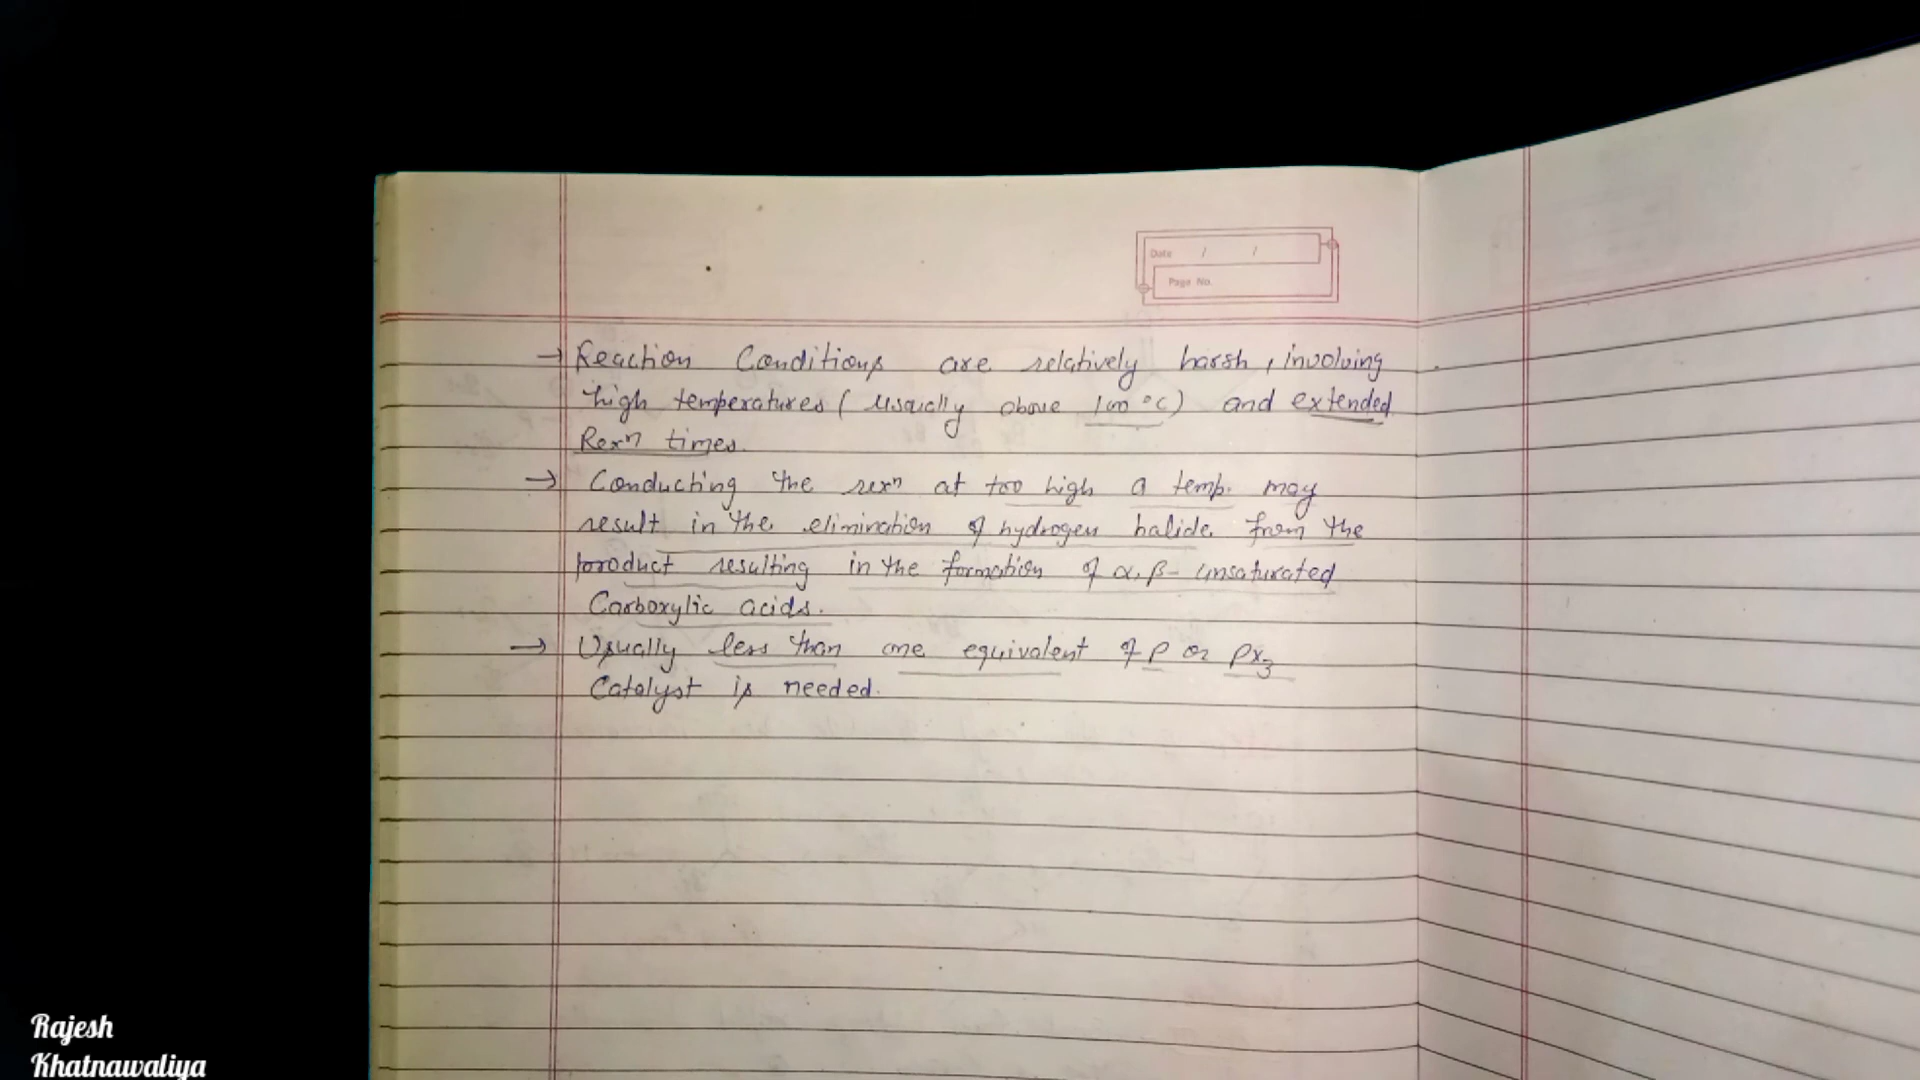 Date / /
Page No.
→ Reaction Conditions are relatively harsh, involving
high temperatures (usually above 100 °C) and extended
Rexⁿ times.
→ Conducting the rexⁿ at too high a temp. may
result in the elimination of hydrogen halide from the
product resulting in the formation of α,β- unsaturated
Carboxylic acids.
→ Usually less than one equivalent of P or PX₃
Catalyst is needed.
Rajesh
Khatnawaliya